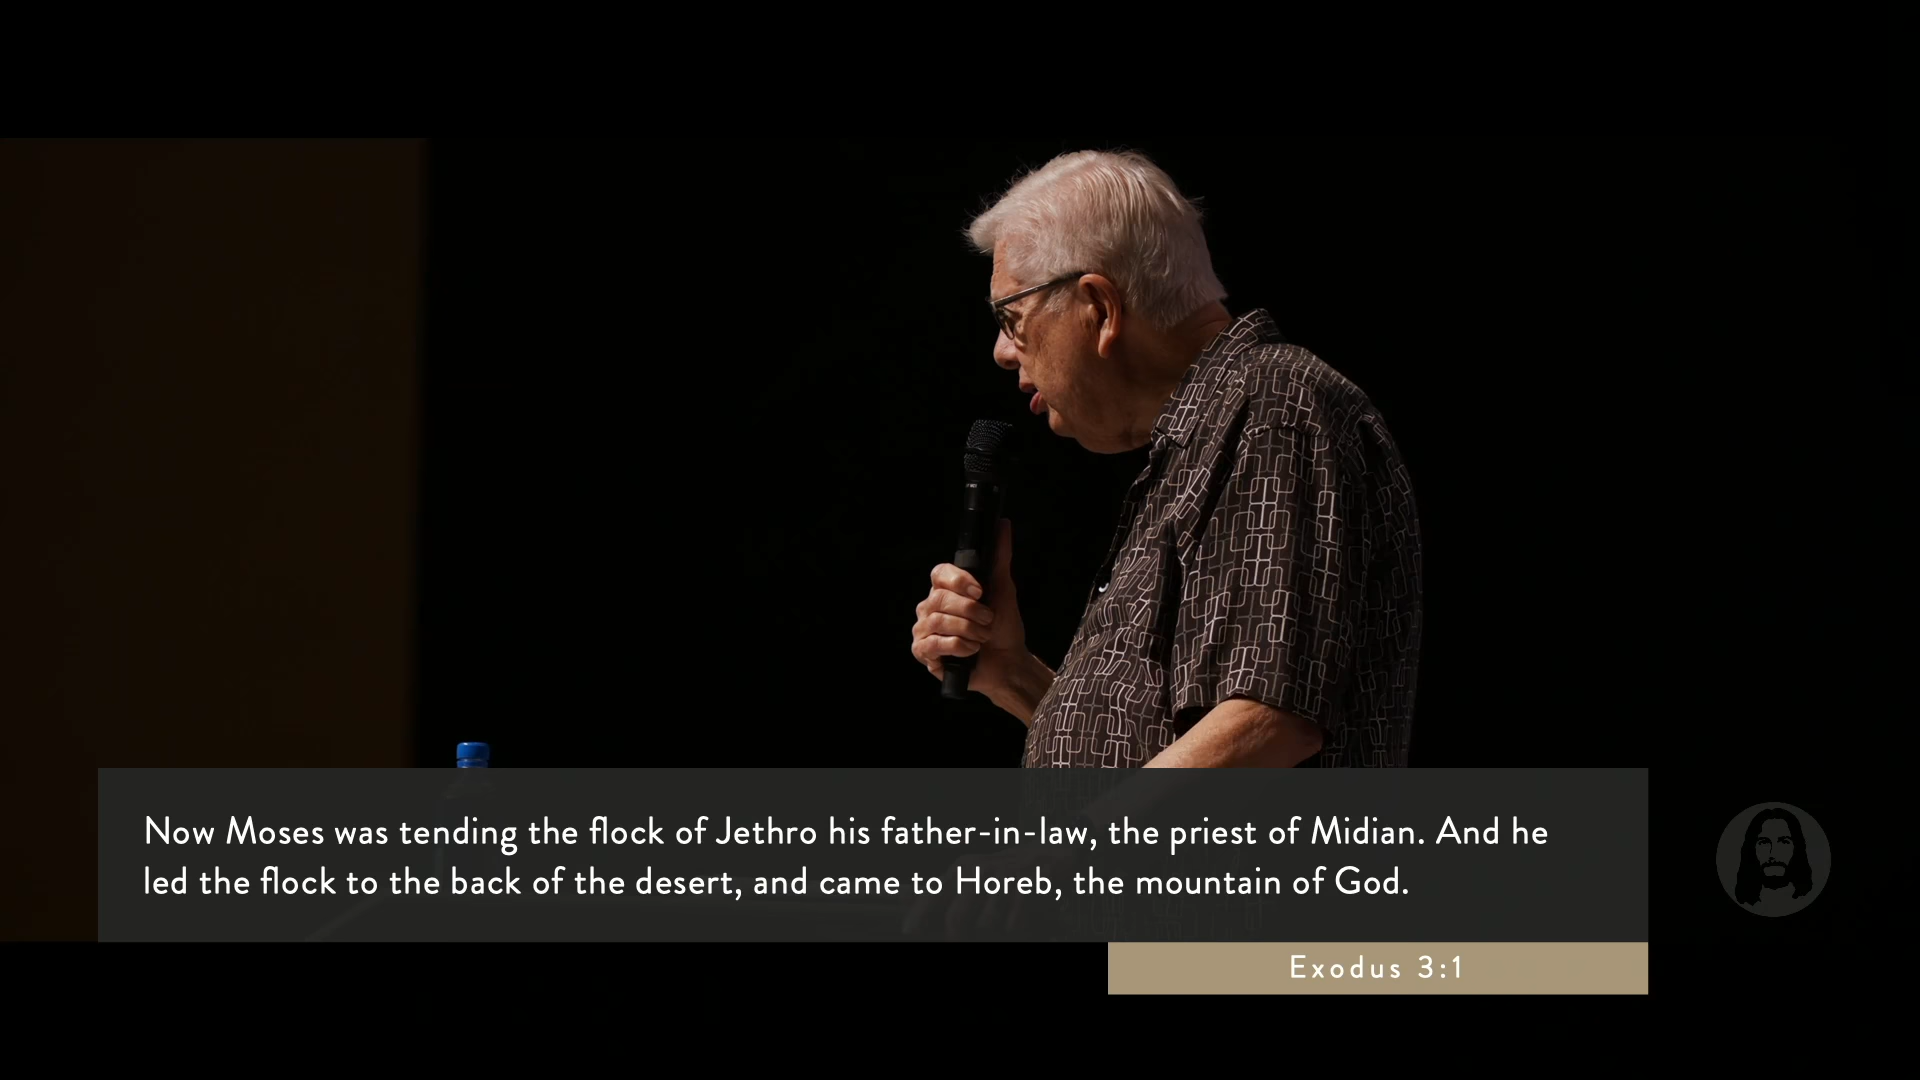 Now Moses was tending the flock of Jethro his father-in-law, the priest of Midian. And he
led the flock to the back of the desert, and came to Horeb, the mountain of God.
Exodus 3:1